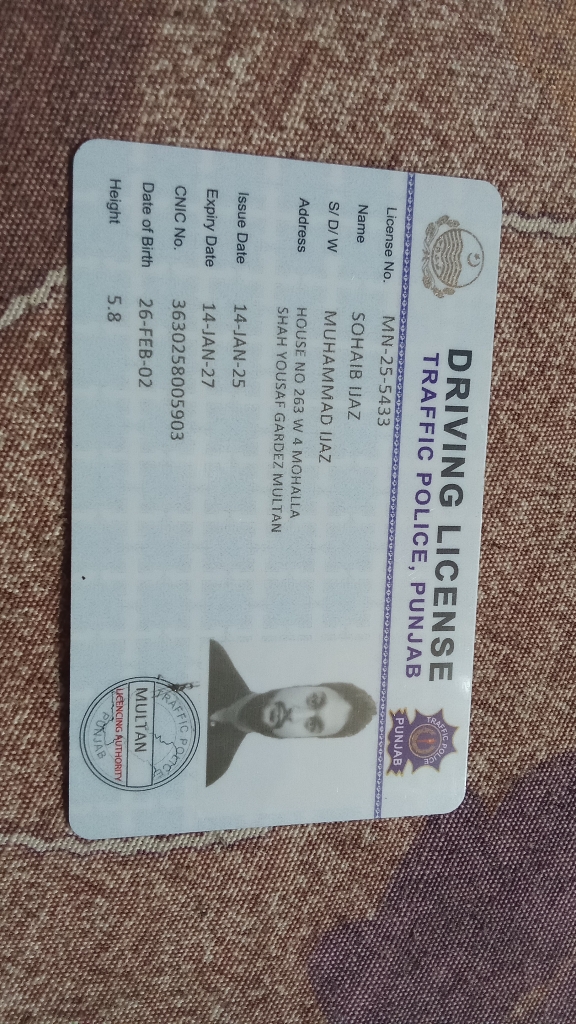 DRIVING LICENSE
TRAFFIC POLICE, PUNJAB
TRAFFIC POLICE
PUNJAB
License No. MN-25-5433
Name SOHAIB IJAZ
S/ D/ W MUHAMMAD IJAZ
Address HOUSE NO 263 W 4 MOHALLA
SHAH YOUSAF GARDEZ MULTAN
Issue Date 14-JAN-25
Expiry Date 14-JAN-27
CNIC No. 3630258005903
Date of Birth 26-FEB-02
Height 5.8
TRAFFIC POLICE
MULTAN
LICENCING AUTHORITY
PUNJAB